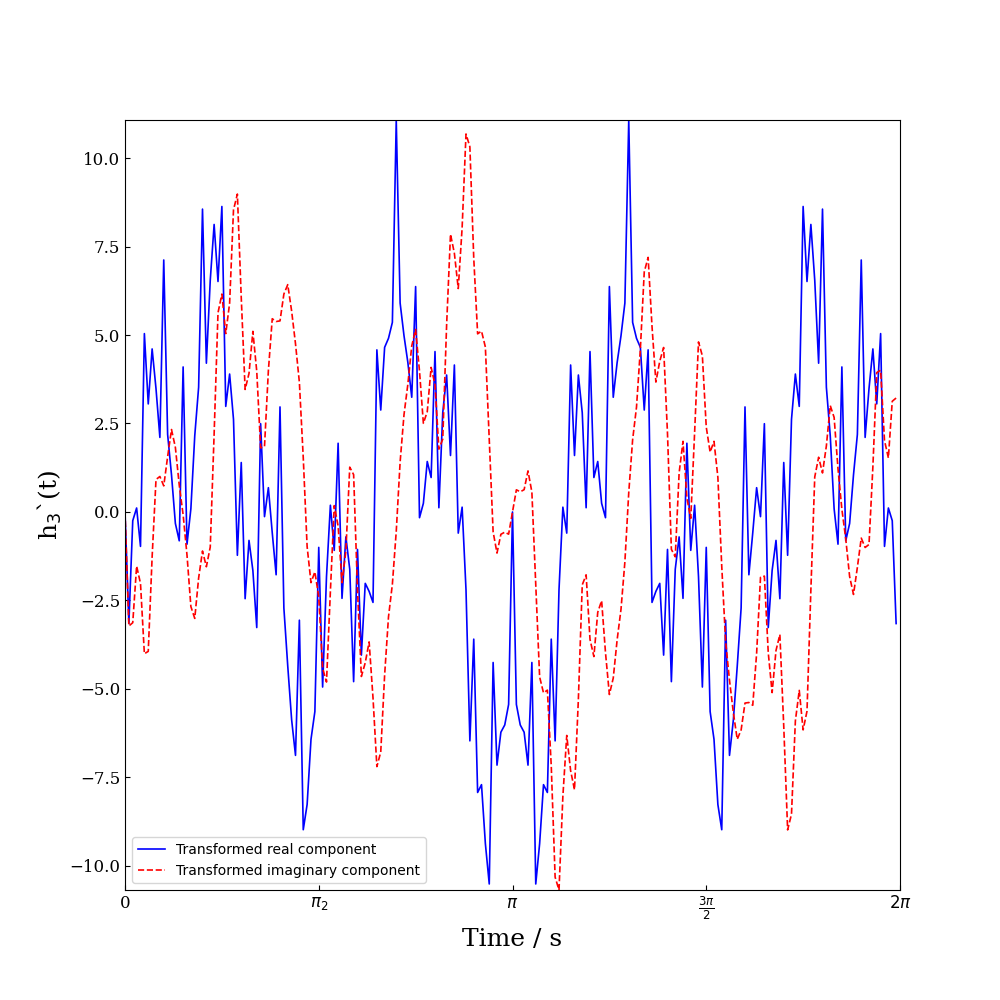 h₃`(t)
10.0
7.5
5.0
2.5
0.0
−2.5
−5.0
−7.5
−10.0
Transformed real component
Transformed imaginary component
0 π₂ π 3π/2 2π
Time / s